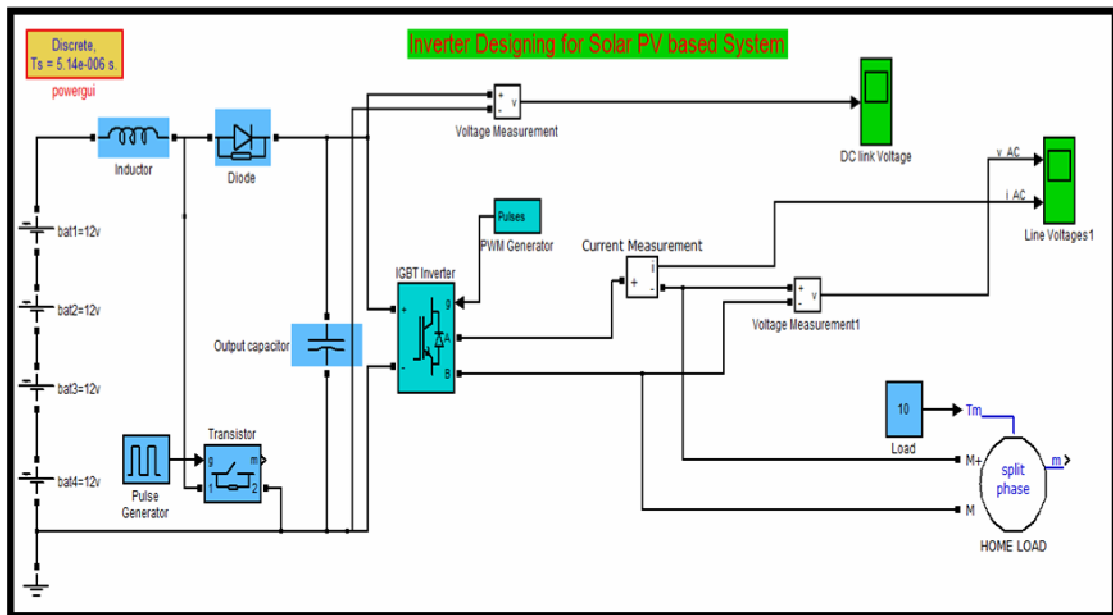 Discrete,
Ts = 5.14e-006 s.
powergui
Inverter Designing for Solar PV based System
+
-
v
Voltage Measurement
DC link Voltage
v_AC
i_AC
Line Voltages1
Inductor
Diode
bat1=12v
bat2=12v
bat3=12v
bat4=12v
Pulses
PWM Generator
Current Measurement
+
i
-
+
-
v
Voltage Measurement1
IGBT Inverter
+
-
g
A
B
Output capacitor
Pulse
Generator
Transistor
g
m
1
2
10
Load
Tm
M+
M
split
phase
m
HOME LOAD